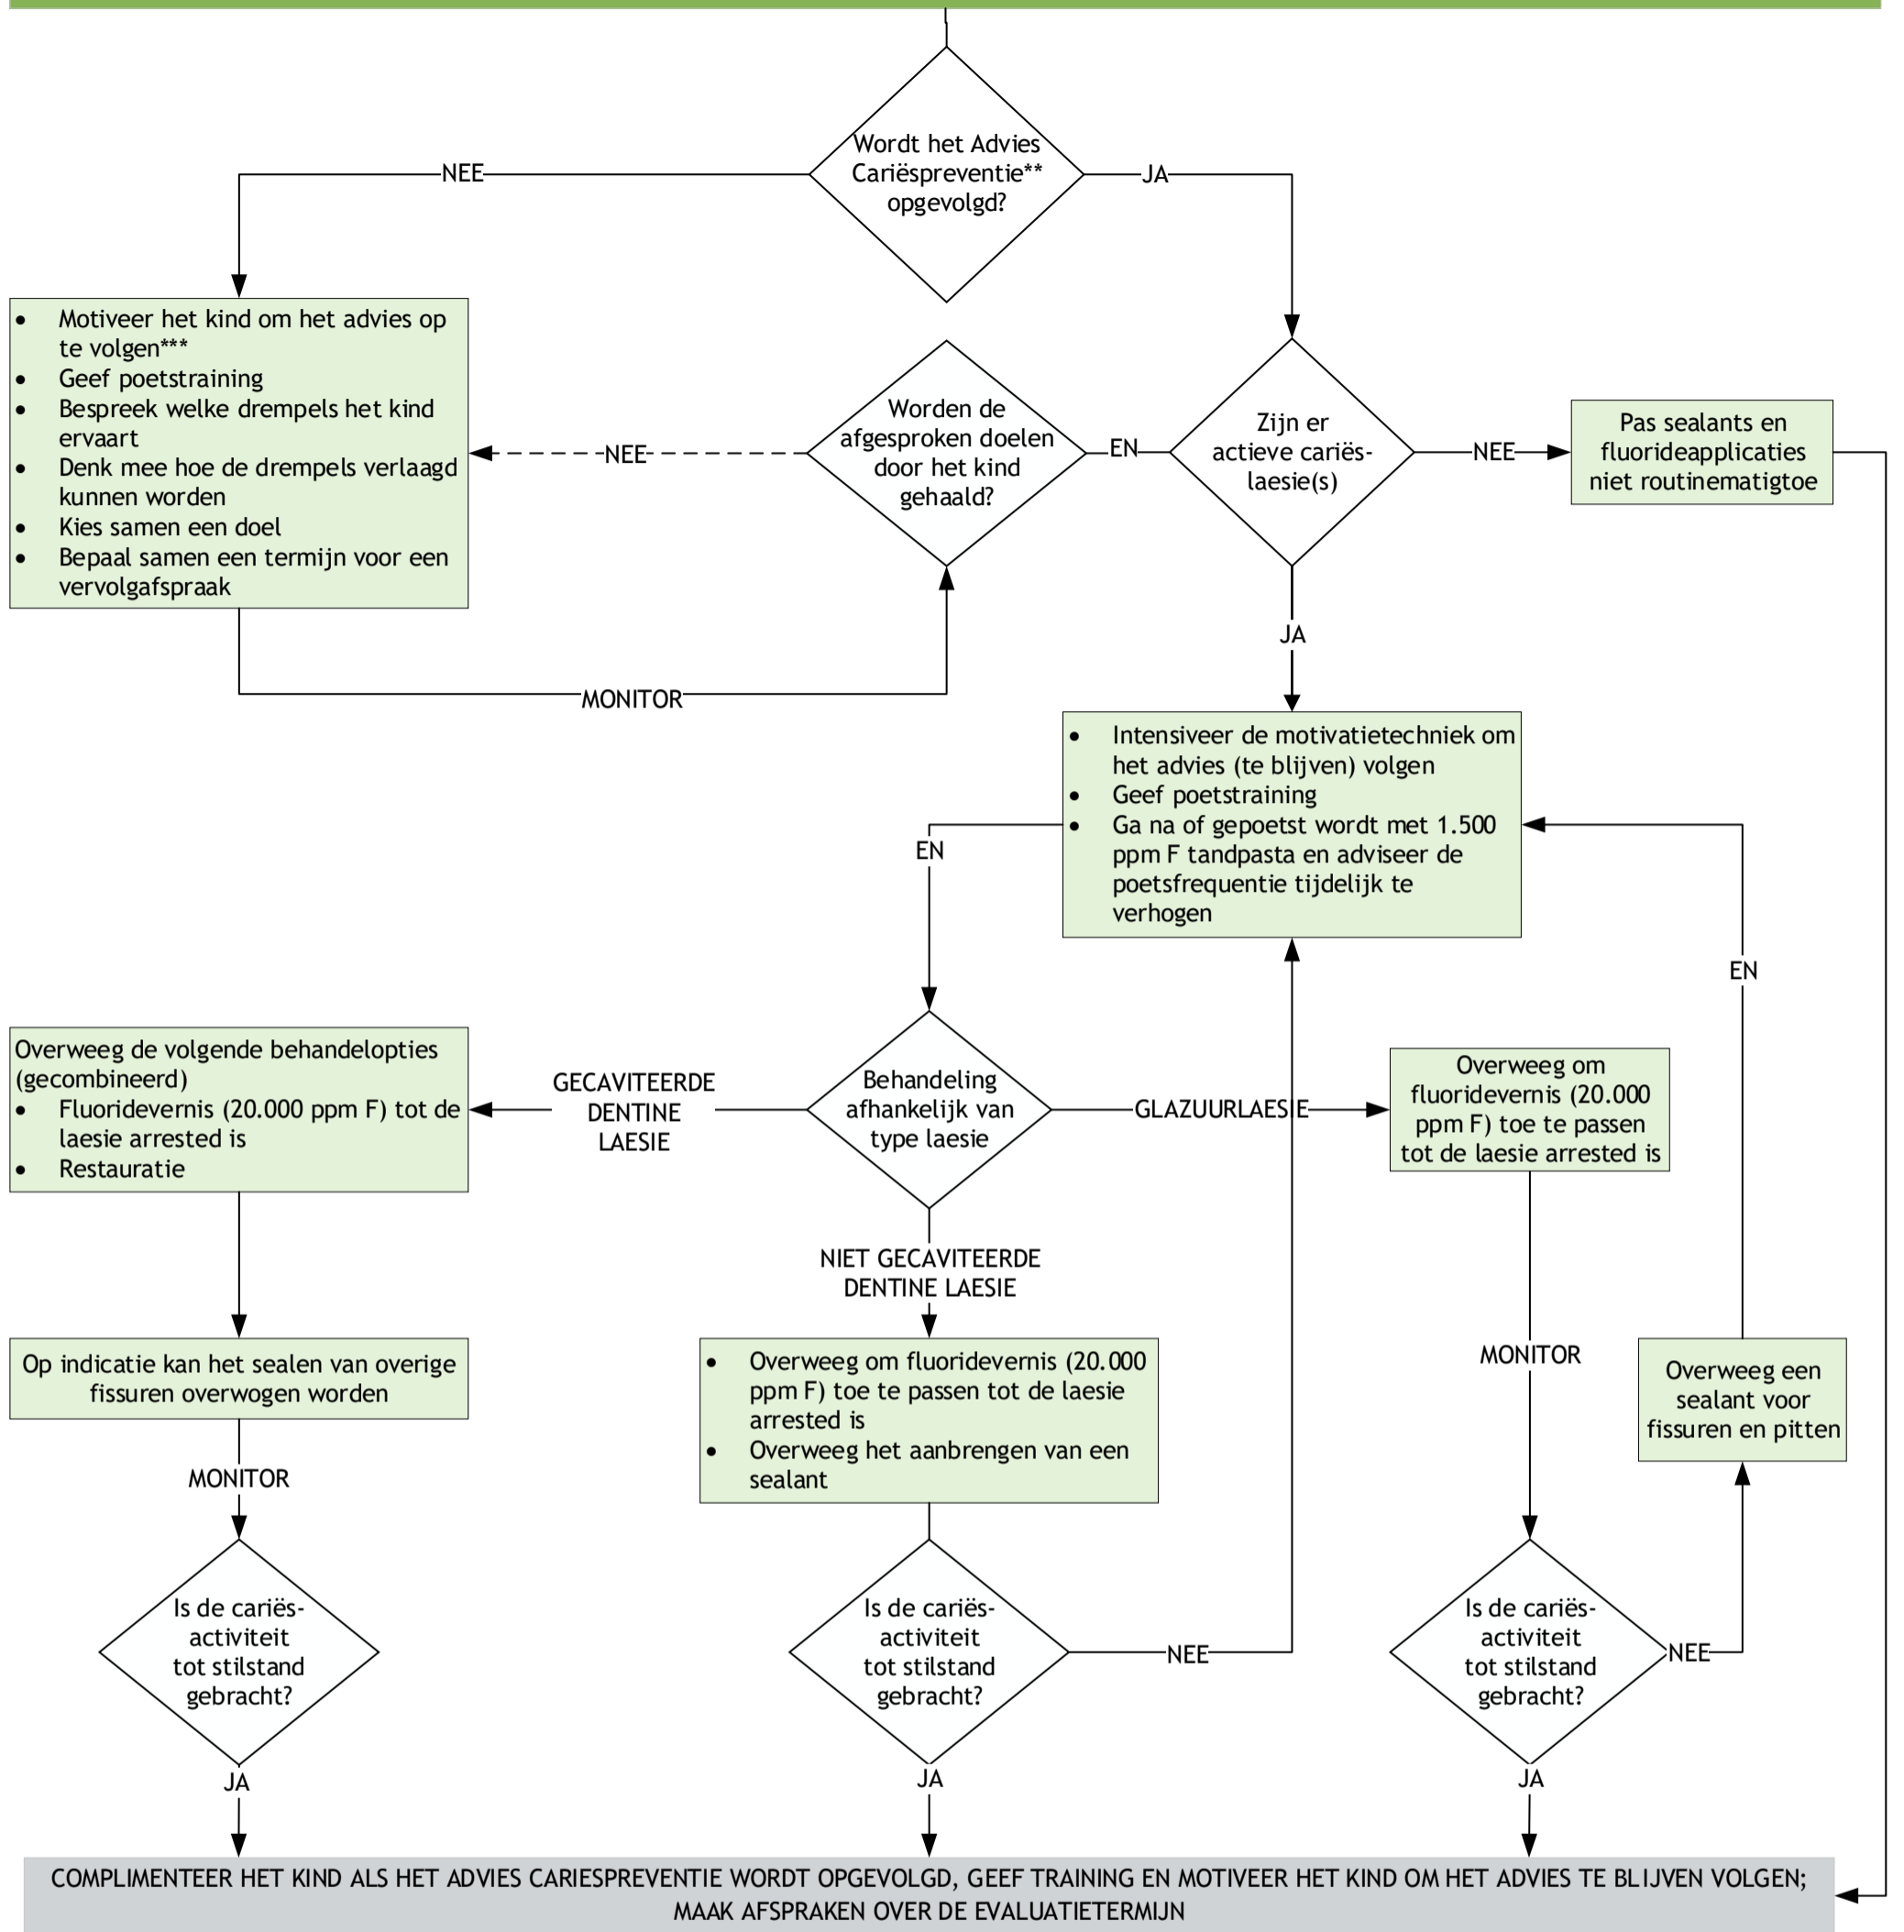 Wordt het Advies
Cariëspreventie**
opgevolgd?
NEE
JA
• Motiveer het kind om het advies op
te volgen***
• Geef poetstraining
• Bespreek welke drempels het kind
ervaart
• Denk mee hoe de drempels verlaagd
kunnen worden
• Kies samen een doel
• Bepaal samen een termijn voor een
vervolgafspraak
NEE
Worden de
afgesproken doelen
door het kind
gehaald?
EN
Zijn er
actieve cariës-
laesie(s)
NEE
Pas sealants en
fluorideapplicaties
niet routinematigtoe
MONITOR
JA
• Intensiveer de motivatietechniek om
het advies (te blijven) volgen
• Geef poetstraining
• Ga na of gepoetst wordt met 1.500
ppm F tandpasta en adviseer de
poetsfrequentie tijdelijk te
verhogen
EN
EN
Overweeg de volgende behandelopties
(gecombineerd)
• Fluoridevernis (20.000 ppm F) tot de
laesie arrested is
• Restauratie
GECAVITEERDE
DENTINE
LAESIE
Behandeling
afhankelijk van
type laesie
GLAZUURLAESIE
Overweeg om
fluoridevernis (20.000
ppm F) toe te passen
tot de laesie arrested is
NIET GECAVITEERDE
DENTINE LAESIE
Op indicatie kan het sealen van overige
fissuren overwogen worden
• Overweeg om fluoridevernis (20.000
ppm F) toe te passen tot de laesie
arrested is
• Overweeg het aanbrengen van een
sealant
MONITOR
Overweeg een
sealant voor
fissuren en pitten
MONITOR
Is de cariës-
activiteit
tot stilstand
gebracht?
Is de cariës-
activiteit
tot stilstand
gebracht?
NEE
Is de cariës-
activiteit
tot stilstand
gebracht?
NEE
JA
JA
JA
COMPLIMENTEER HET KIND ALS HET ADVIES CARIESPREVENTIE WORDT OPGEVOLGD, GEEF TRAINING EN MOTIVEER HET KIND OM HET ADVIES TE BLIJVEN VOLGEN;
MAAK AFSPRAKEN OVER DE EVALUATIETERMIJN